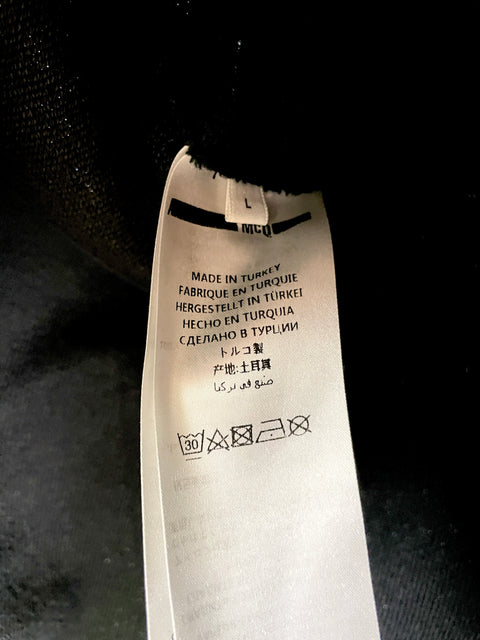 L
McQ
MADE IN TURKEY
FABRIQUE EN TURQUIE
HERGESTELLT IN TÜRKEI
HECHO EN TURQUIA
СДЕЛАНО В ТУРЦИИ
トルコ製
产地:土耳其
صنع في تركيا
30